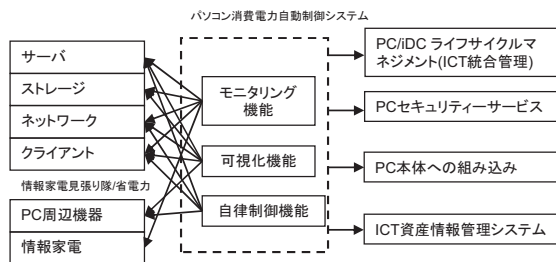 パソコン消費電力自動制御システム
サーバ
ストレージ
ネットワーク
クライアント
情報家電見張り隊/省電力
PC周辺機器
情報家電
モニタリング
機能
可視化機能
自律制御機能
PC/iDC ライフサイクルマ
ネジメント(ICT統合管理)
PCセキュリティーサービス
PC本体への組み込み
ICT資産情報管理システム